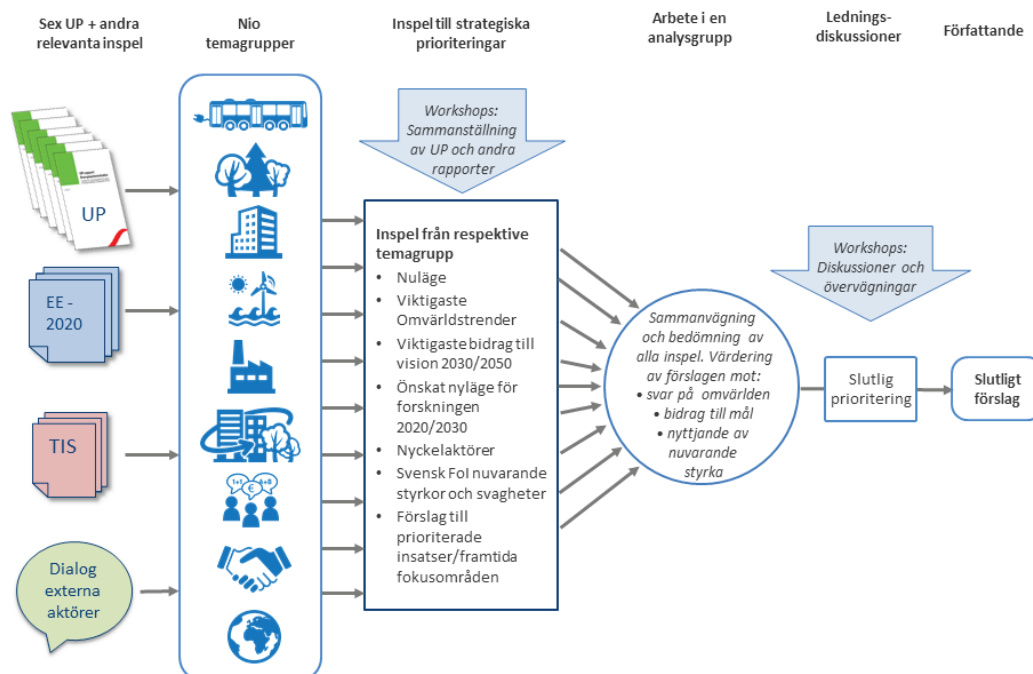 Sex UP + andra
relevanta inspel
Nio
temagrupper
Inspel till strategiska
prioriteringar
Arbete i en
analysgrupp
Lednings-
diskussioner
Författande
UP
EE -
2020
TIS
Dialog
externa
aktörer
1+1
€
A+B
Workshops:
Sammanställning
av UP och andra
rapporter
Inspel från respektive
temagrupp
• Nuläge
• Viktigaste
Omvärldstrender
• Viktigaste bidrag till
vision 2030/2050
• Önskat nyläge för
forskningen
2020/2030
• Nyckelaktörer
• Svensk FoI nuvarande
styrkor och svagheter
• Förslag till
prioriterade
insatser/framtida
fokusområden
Sammanvägning
och bedömning av
alla inspel. Värdering
av förslagen mot:
• svar på omvärlden
• bidrag till mål
• nyttjande av
nuvarande
styrka
Workshops:
Diskussioner och
övervägningar
Slutlig
prioritering
Slutligt
förslag